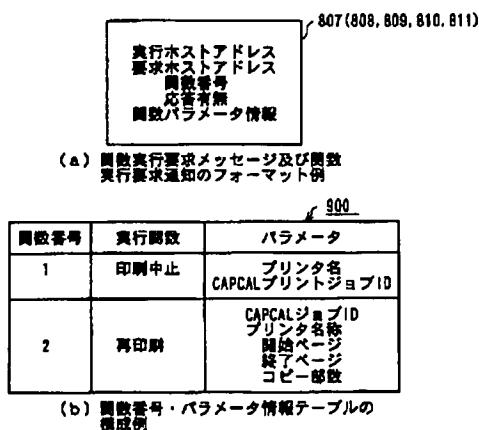 807(808, 809, 810, 811)
実行ホストアドレス
要求ホストアドレス
関数番号
応答有無
関数パラメータ情報
(a) 関数実行要求メッセージ及び関数
実行要求通知のフォーマット例
900
関数番号 実行関数 パラメータ
1 印刷中止 プリンタ名
CAPCALプリントジョブID
2 再印刷 CAPCALジョブID
プリンタ名称
開始ページ
終了ページ
コピー部数
(b) 関数番号・パラメータ情報テーブルの
構成例